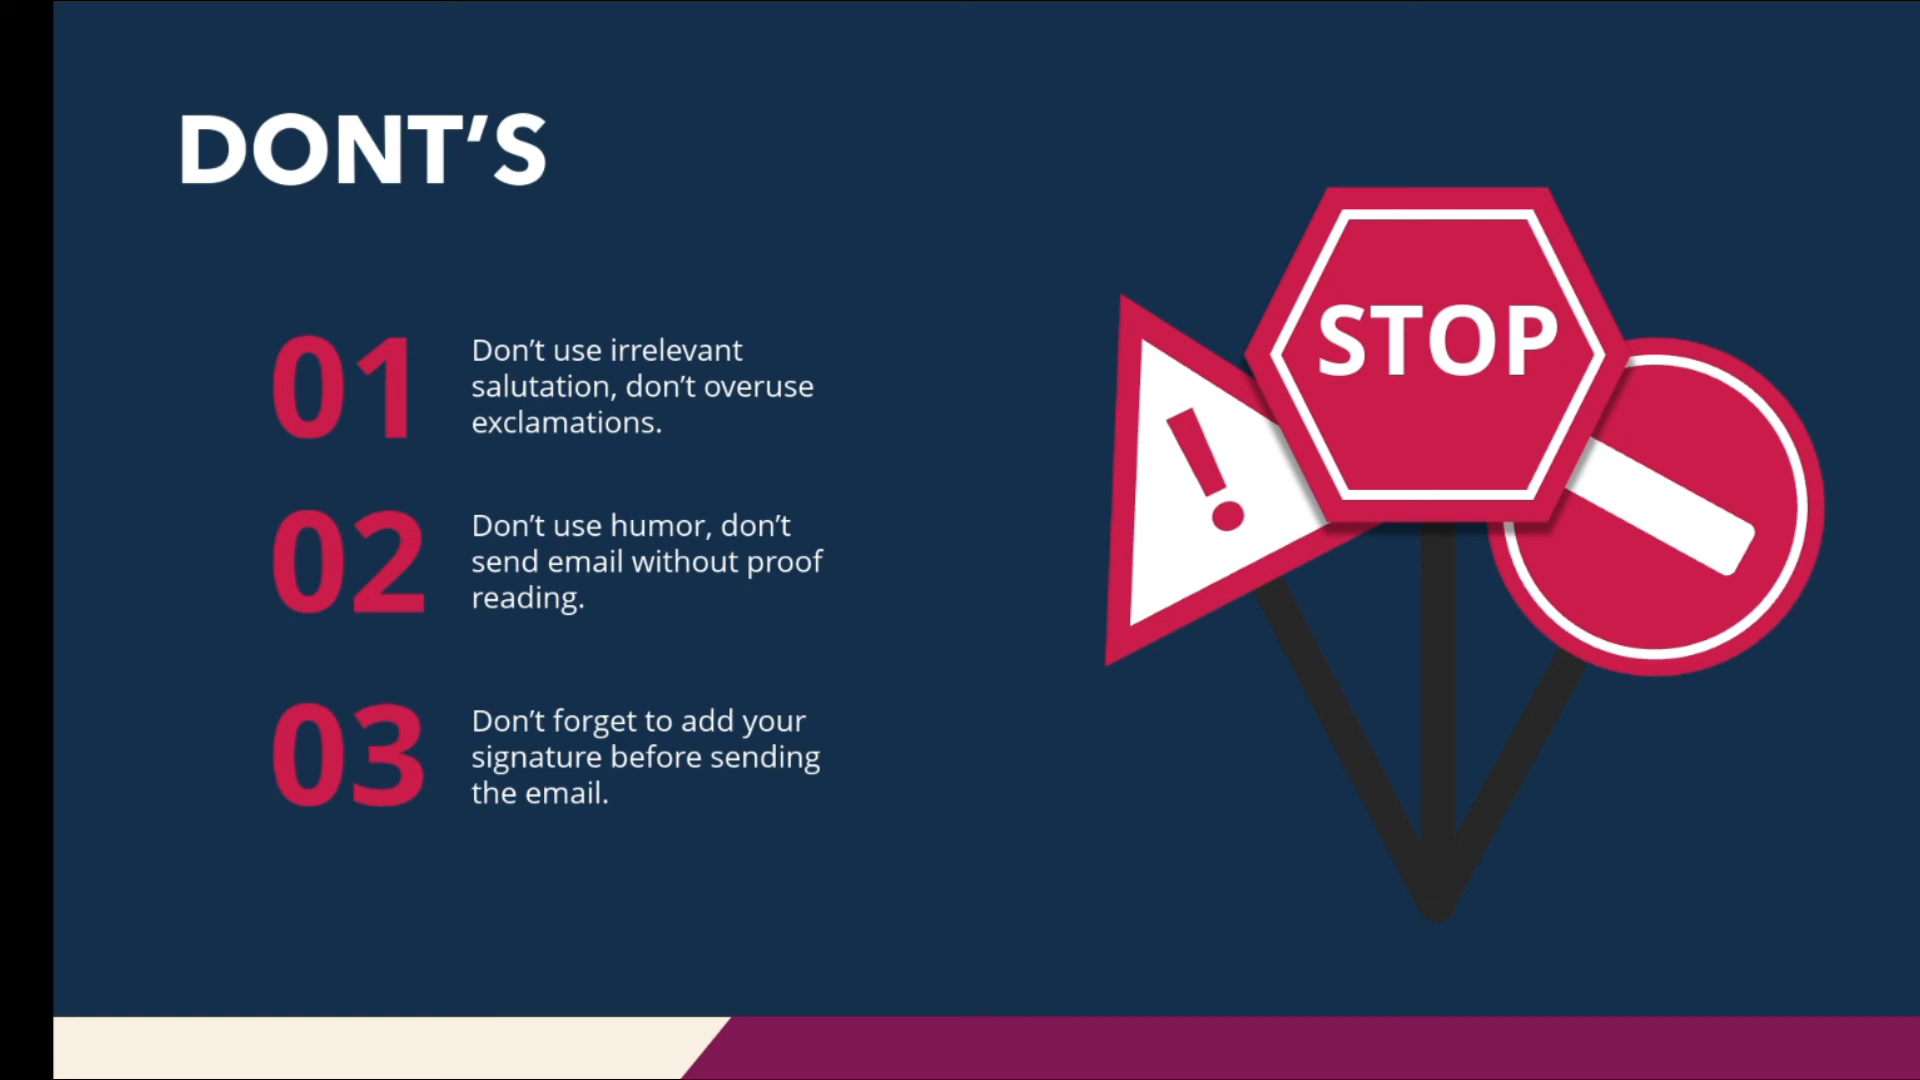 DONT’S
01
Don’t use irrelevant
salutation, don’t overuse
exclamations.
02
Don’t use humor, don’t
send email without proof
reading.
03
Don’t forget to add your
signature before sending
the email.
!
STOP